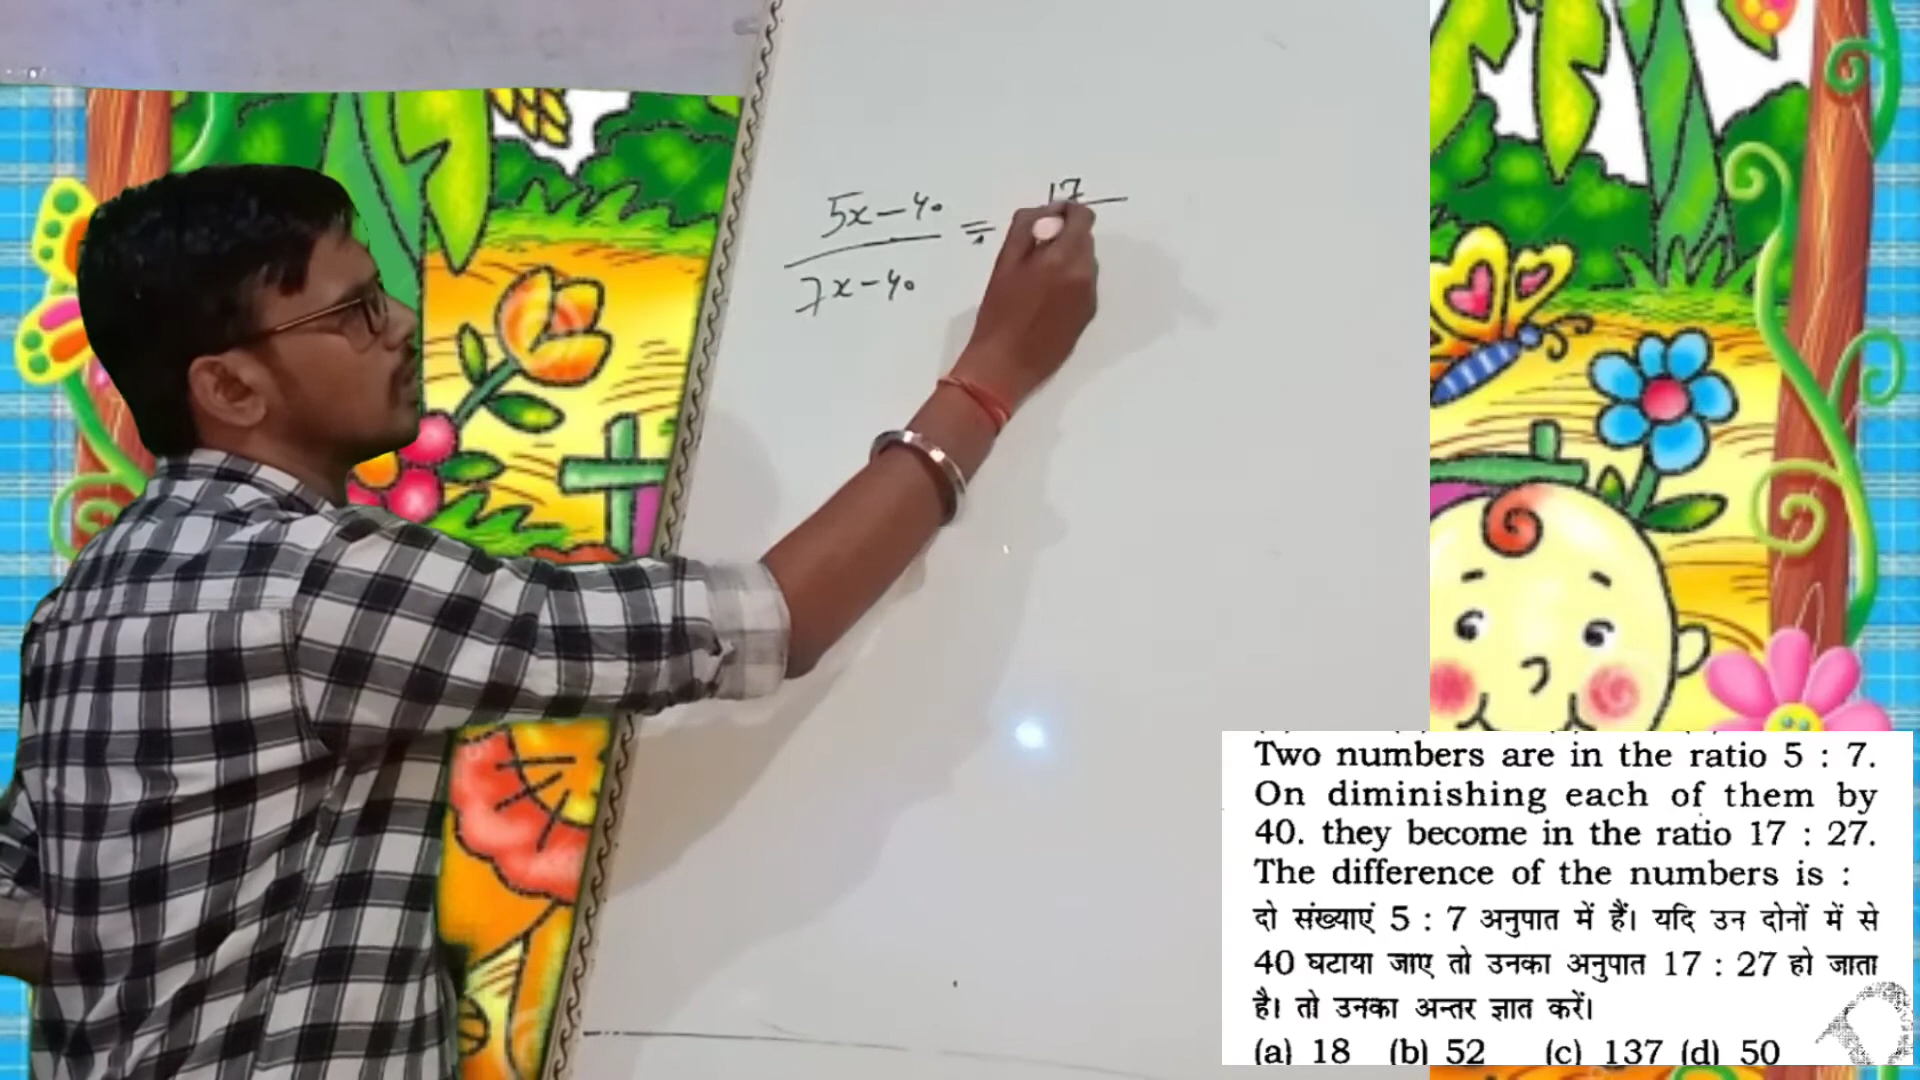 5x-40 = 17
7x-40
Two numbers are in the ratio 5 : 7.
On diminishing each of them by
40. they become in the ratio 17 : 27.
The difference of the numbers is :
दो संख्याएं 5 : 7 अनुपात में हैं। यदि उन दोनों में से
40 घटाया जाए तो उनका अनुपात 17 : 27 हो जाता
है। तो उनका अन्तर ज्ञात करें।
(a) 18 (b) 52 (c) 137 (d) 50